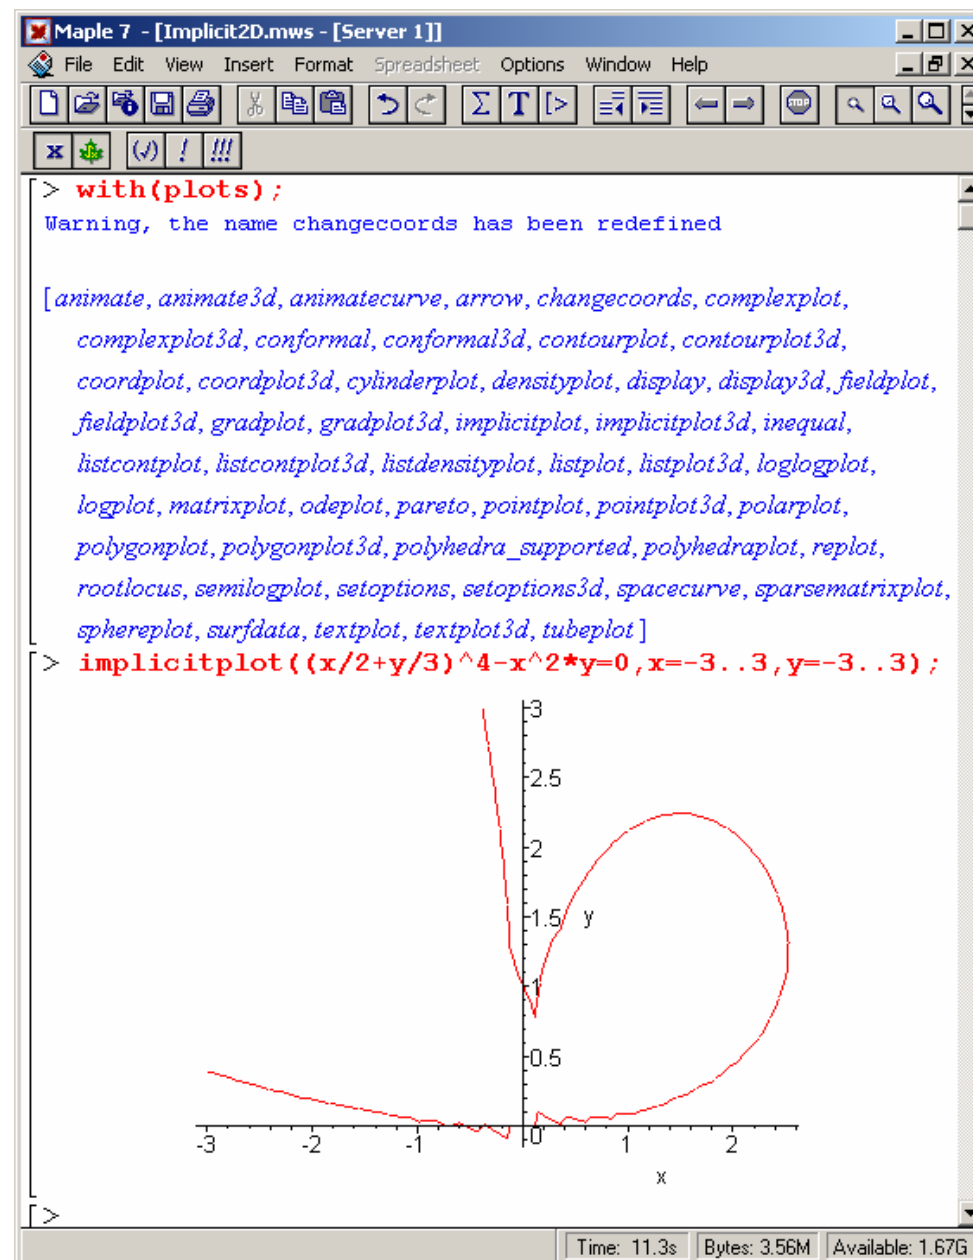 Maple 7 - [Implicit2D.mws - [Server 1]]
File Edit View Insert Format Spreadsheet Options Window Help
Σ T [>
STOP
x (√) ! !!!
[> with(plots);
Warning, the name changecoords has been redefined
[animate, animate3d, animatecurve, arrow, changecoords, complexplot,
complexplot3d, conformal, conformal3d, contourplot, contourplot3d,
coordplot, coordplot3d, cylinderplot, densityplot, display, display3d, fieldplot,
fieldplot3d, gradplot, gradplot3d, implicitplot, implicitplot3d, inequal,
listcontplot, listcontplot3d, listdensityplot, listplot, listplot3d, loglogplot,
logplot, matrixplot, odeplot, pareto, pointplot, pointplot3d, polarplot,
polygonplot, polygonplot3d, polyhedra_supported, polyhedraplot, replot,
rootlocus, semilogplot, setoptions, setoptions3d, spacecurve, sparsematrixplot,
sphereplot, surfdata, textplot, textplot3d, tubeplot]
[> implicitplot((x/2+y/3)^4-x^2*y=0,x=-3..3,y=-3..3);
3
2.5
2
1.5 y
1
0.5
-3 -2 -1 0 1 2
x
[>
Time: 11.3s Bytes: 3.56M Available: 1.67G